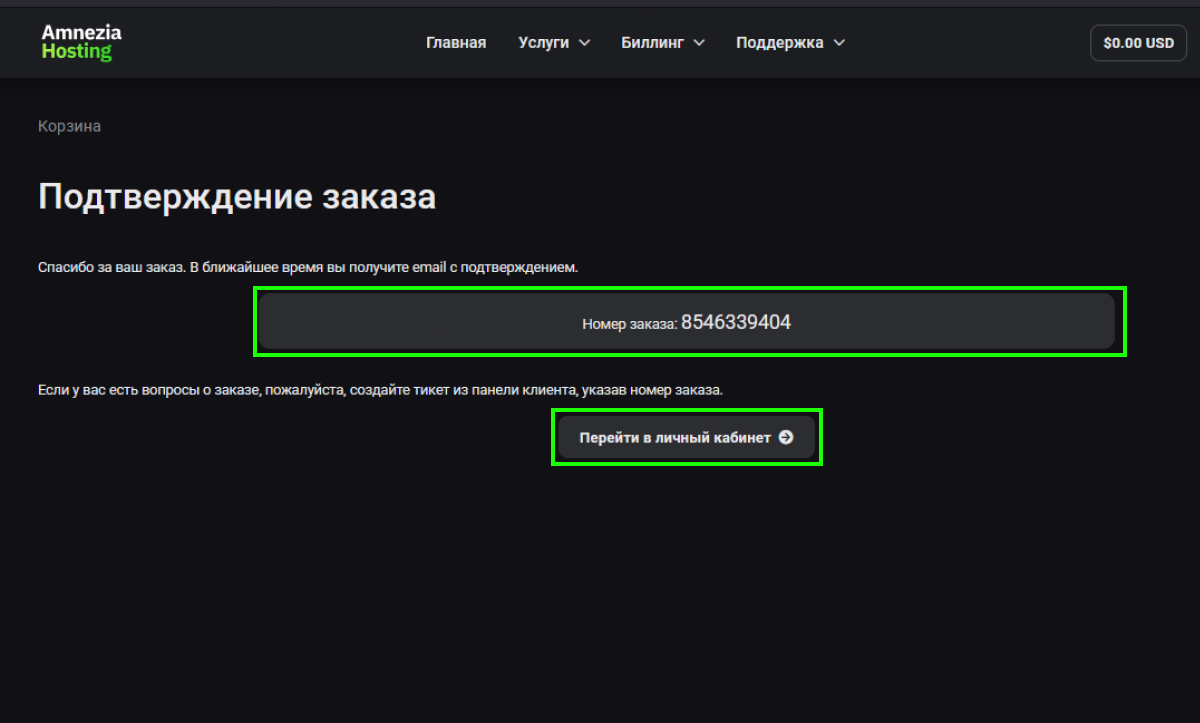 Amnezia
Hosting
Главная Услуги Биллинг Поддержка $0.00 USD
Корзина
Подтверждение заказа
Спасибо за ваш заказ. В ближайшее время вы получите email с подтверждением.
Номер заказа: 8546339404
Если у вас есть вопросы о заказе, пожалуйста, создайте тикет из панели клиента, указав номер заказа.
Перейти в личный кабинет